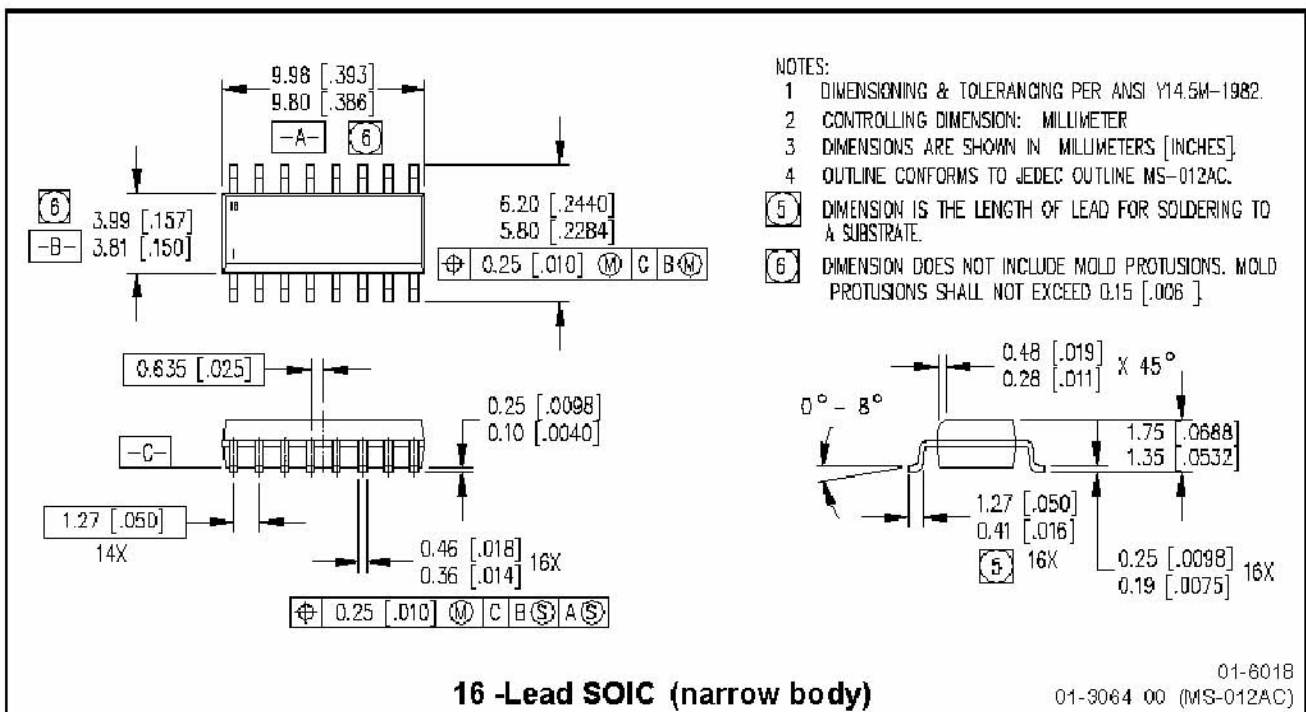 9.98 [.393]
9.80 [.386]
-A- 6
NOTES:
1 DIMENSIONING & TOLERANCING PER ANSI Y14.5M-1982.
2 CONTROLLING DIMENSION: MILLIMETER
3 DIMENSIONS ARE SHOWN IN MILLIMETERS [INCHES].
4 OUTLINE CONFORMS TO JEDEC OUTLINE MS-012AC.
5 DIMENSION IS THE LENGTH OF LEAD FOR SOLDERING TO
A SUBSTRATE.
6 DIMENSION DOES NOT INCLUDE MOLD PROTUSIONS. MOLD
PROTUSIONS SHALL NOT EXCEED 0.15 [.006 ].
6
3.99 [.157]
-B- 3.81 [.150]
16
1
6.20 [.2440]
5.80 [.2284]
⌖ 0.25 [.010] Ⓜ C B Ⓜ
0.635 [.025]
0.25 [.0098]
0.10 [.0040]
-C-
1.27 [.050]
14X
0.46 [.018]
0.36 [.014] 16X
⌖ 0.25 [.010] Ⓜ C B Ⓢ A Ⓢ
0.48 [.019]
0.28 [.011] X 45°
0° - 8°
1.75 [.0688]
1.35 [.0532]
1.27 [.050]
0.41 [.016]
5 16X
0.25 [.0098]
0.19 [.0075] 16X
16 -Lead SOIC (narrow body)
01-6018
01-3064 00 (MS-012AC)